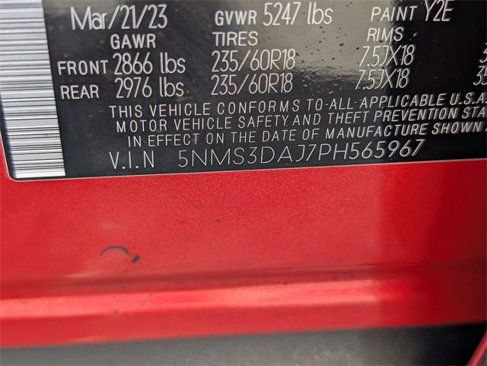 Mar/21/23 GVWR 5247 lbs PAINT Y2E
GAWR TIRES RIMS
FRONT 2866 lbs 235/60R18 7.5JX18
REAR 2976 lbs 235/60R18 7.5JX18 35
THIS VEHICLE CONFORMS TO ALL APPLICABLE U.S.A.
MOTOR VEHICLE SAFETY AND THEFT PREVENTION STA
IN EFFECT ON THE DATE OF MANUFACTURE SHOWN A
V.I.N 5NMS3DAJ7PH565967